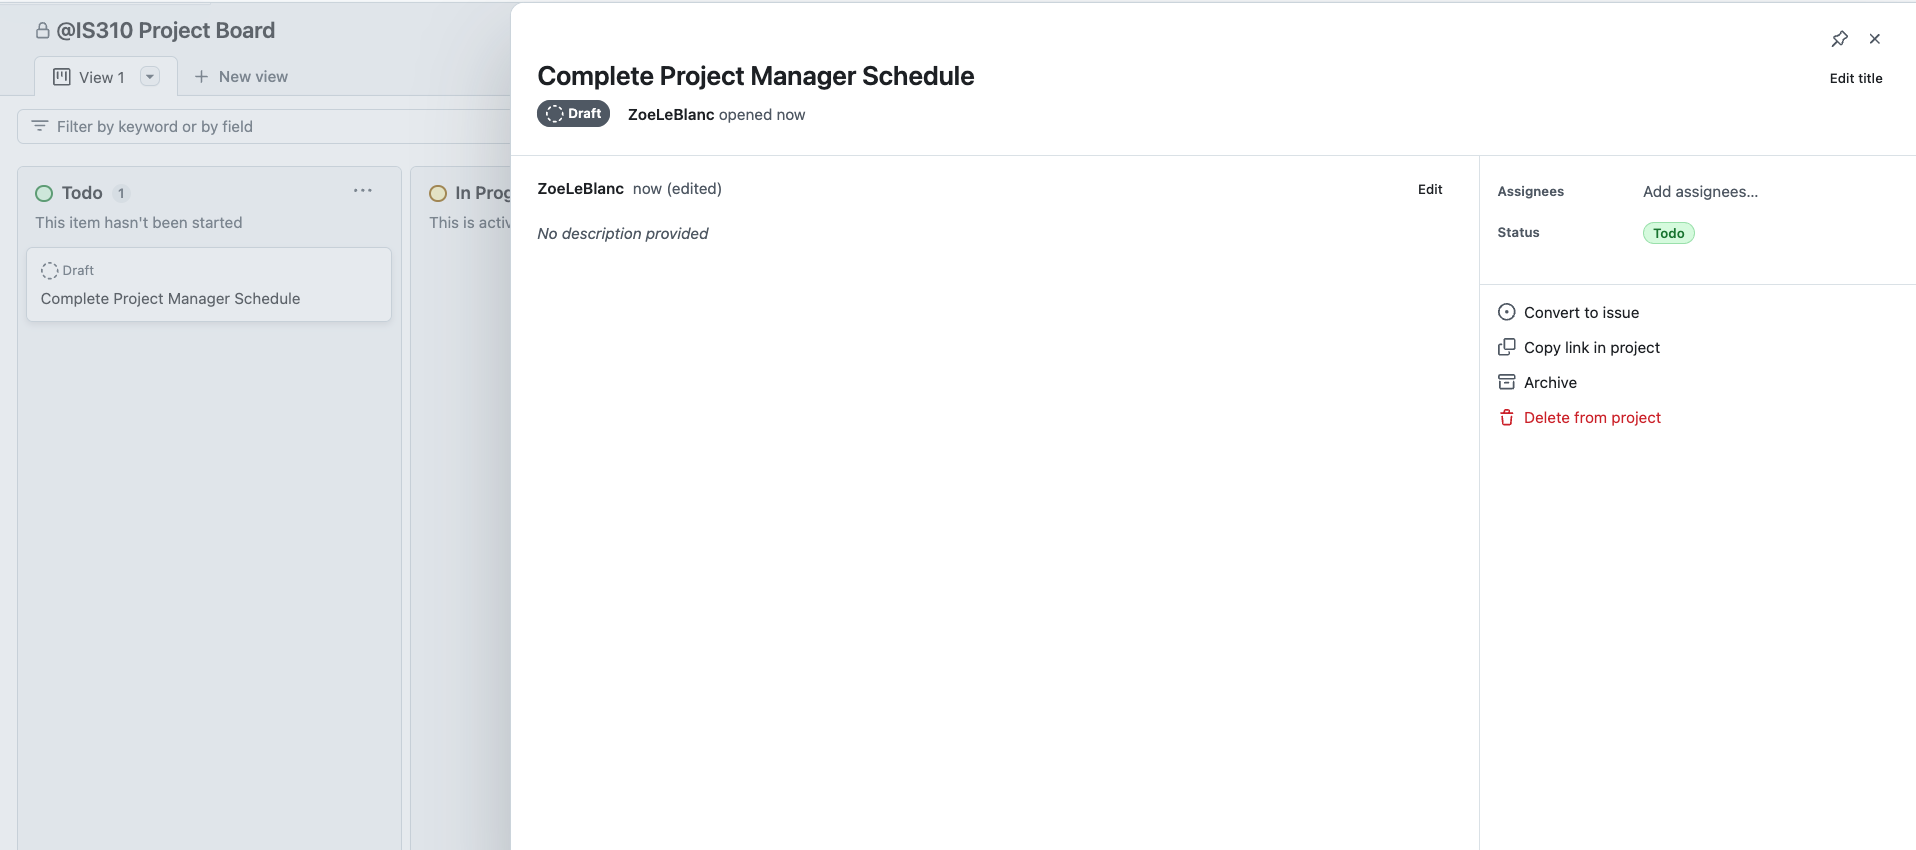 @IS310 Project Board
View 1
New view
Filter by keyword or by field
Todo 1
This item hasn't been started
Draft
Complete Project Manager Schedule
In Prog
This is activ
Complete Project Manager Schedule
Edit title
Draft
ZoeLeBlanc opened now
ZoeLeBlanc now (edited)
Edit
No description provided
Assignees Add assignees...
Status Todo
Convert to issue
Copy link in project
Archive
Delete from project